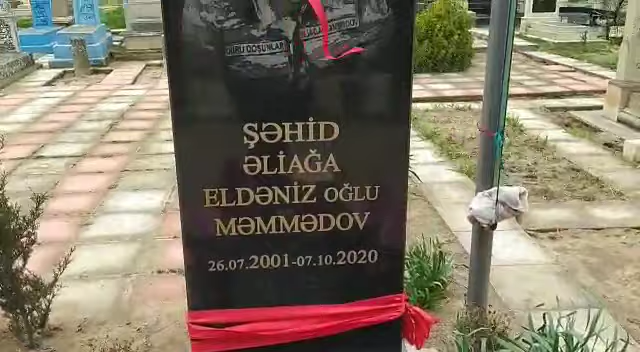 ŞƏHİD
ƏLİAĞA
ELDƏNİZ OĞLU
MƏMMƏDOV
26.07.2001-07.10.2020